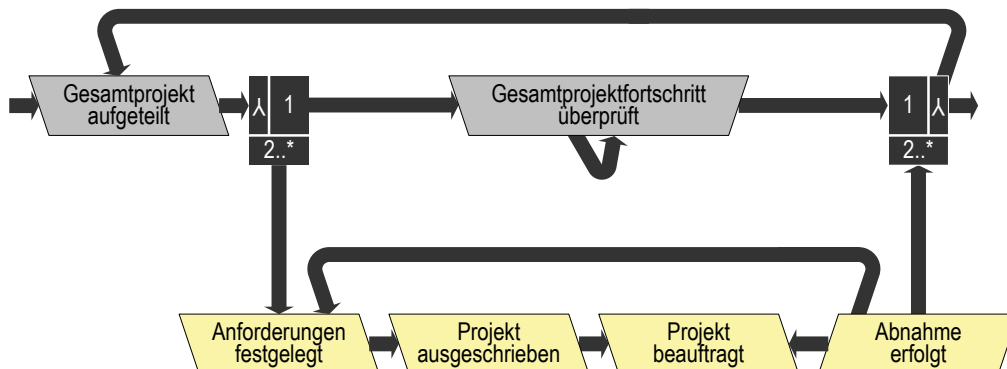 Gesamtprojekt
aufgeteilt
1
2..*
Gesamtprojektfortschritt
überprüft
1
2..*
Anforderungen
festgelegt
Projekt
ausgeschrieben
Projekt
beauftragt
Abnahme
erfolgt